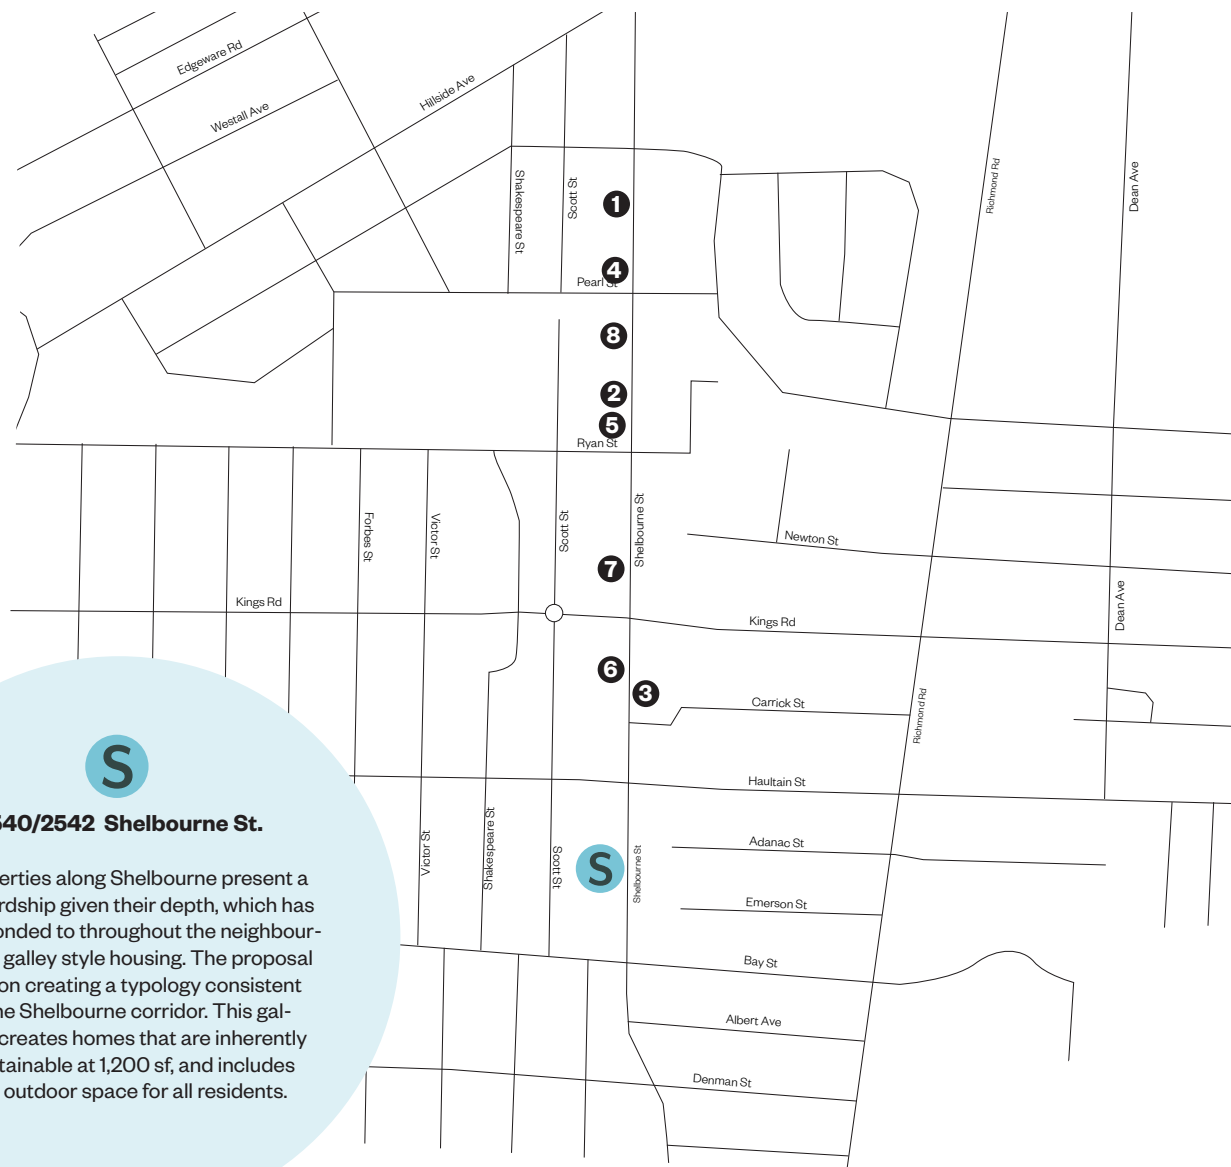 Edgeware Rd
Westall Ave
Hillside Ave
Shakespeare St
Scott St
1
Richmond Rd
Dean Ave
4
Pearl St
8
2
5
Ryan St
Forbes St
Victor St
Scott St
Shelbourne St
Newton St
7
Kings Rd
Kings Rd
Dean Ave
6
3
Carrick St
Richmond Rd
Haultain St
S
540/2542 Shelbourne St.
erties along Shelbourne present a
rdship given their depth, which has
onded to throughout the neighbour-
galley style housing. The proposal
on creating a typology consistent
he Shelbourne corridor. This gal-
creates homes that are inherently
tainable at 1,200 sf, and includes
outdoor space for all residents.
Victor St
Shakespeare St
Scott St
S
Shelbourne St
Adanac St
Emerson St
Bay St
Albert Ave
Denman St